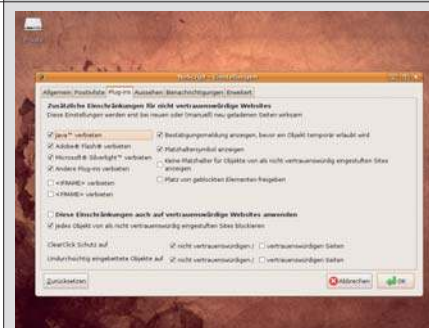 NoScript - Einstellungen
Allgemein Positivliste Plug-ins Aussehen Benachrichtigungen Erweitert
Zusätzliche Einschränkungen für nicht vertrauenswürdige Websites
Diese Einstellungen werden erst bei neuen oder (manuell) neu geladenen Seiten wirksam
Java™ verbieten
Adobe® Flash® verbieten
Microsoft® Silverlight™ verbieten
Andere Plug-ins verbieten
<IFRAME> verbieten
<FRAME> verbieten
Bestätigungsmeldung anzeigen, bevor ein Objekt temporär erlaubt wird
Platzhaltersymbol anzeigen
Keine Platzhalter für Objekte von als nicht vertrauenswürdig eingestuften Sites
anzeigen
Platz von geblockten Elementen freigeben
Diese Einschränkungen auch auf vertrauenswürdige Websites anwenden
Jedes Objekt von als nicht vertrauenswürdig eingestuften Sites blockieren
ClearClick Schutz auf nicht vertrauenswürdigen / vertrauenswürdigen Seiten
Undurchsichtig eingebettete Objekte auf nicht vertrauenswürdigen / vertrauenswürdigen Seiten
Zurücksetzen
Abbrechen OK